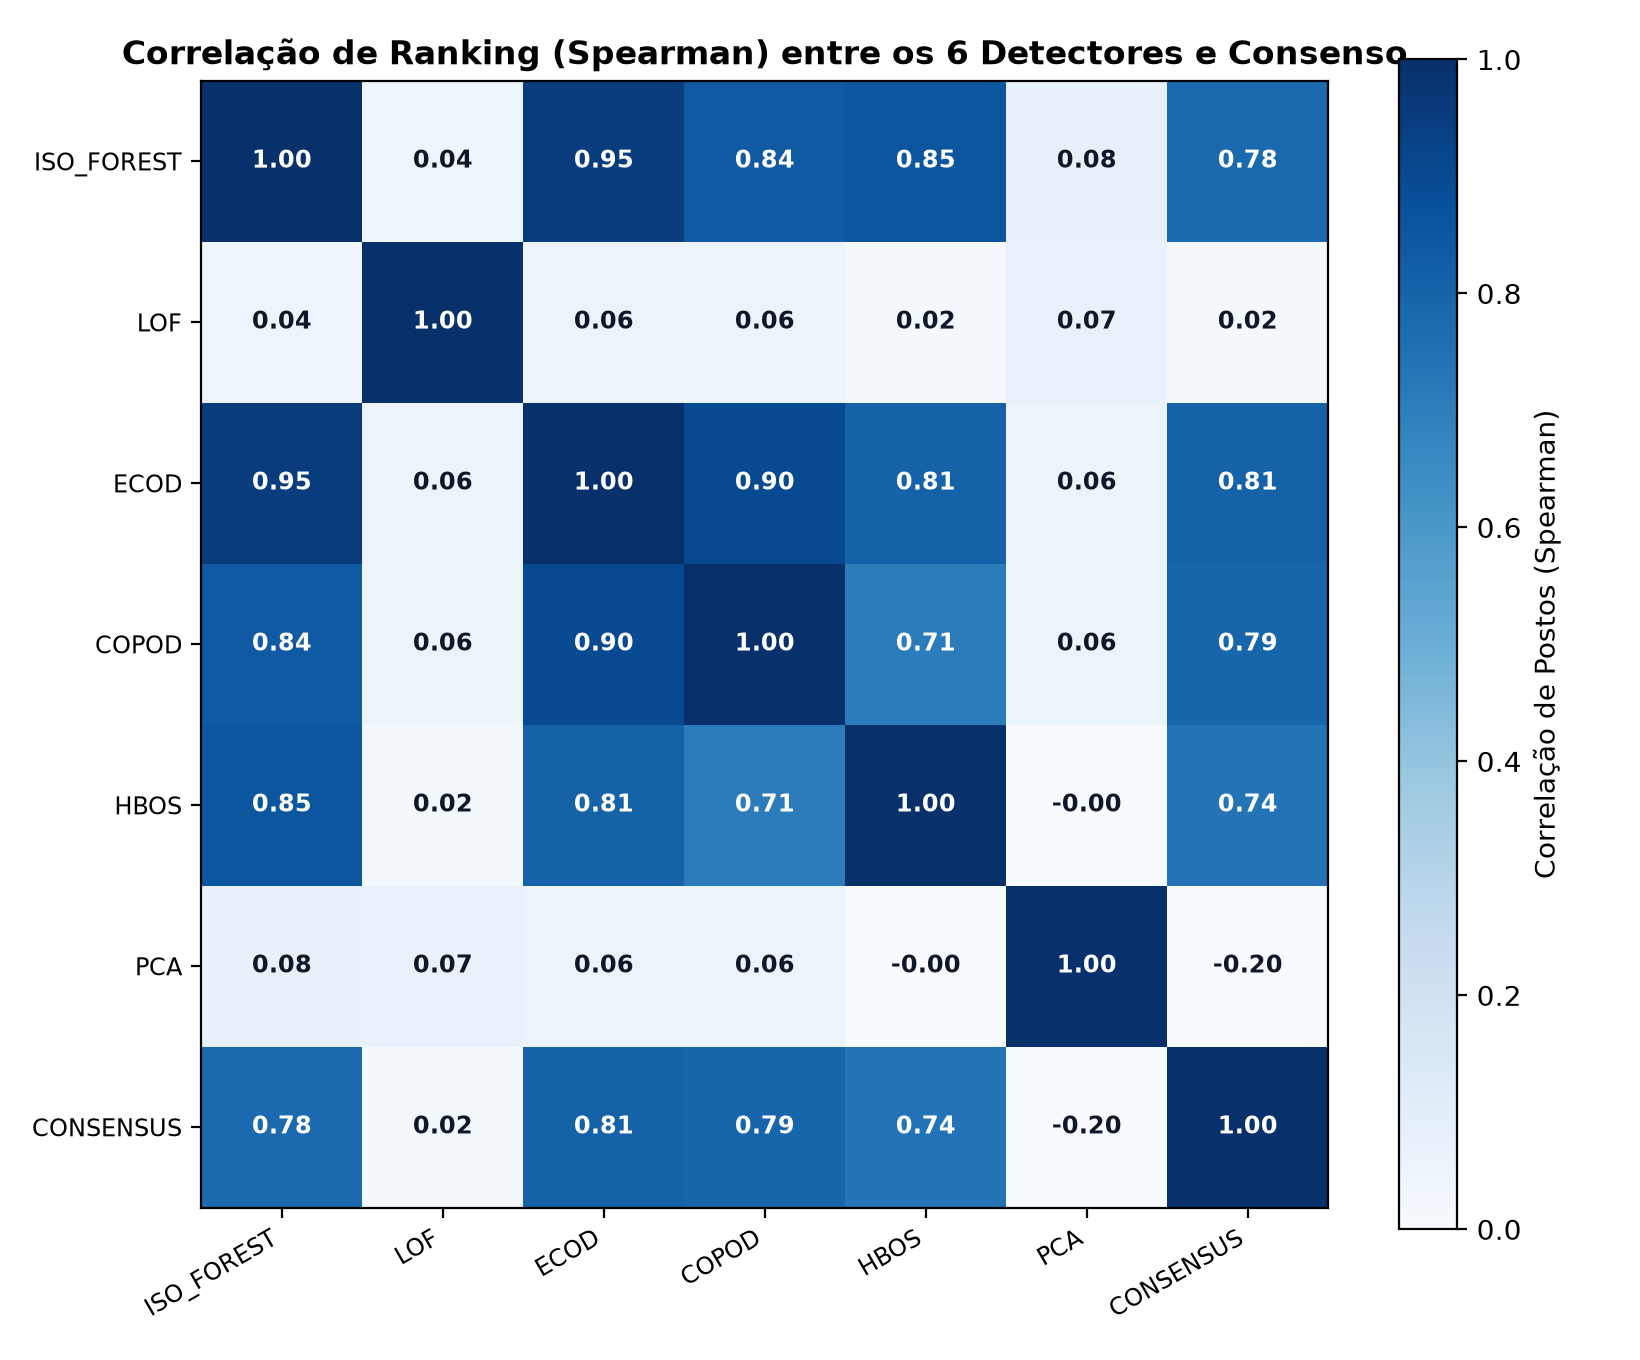 Correlação de Ranking (Spearman) entre os 6 Detectores e Consenso
ISO_FOREST 1.00 0.04 0.95 0.84 0.85 0.08 0.78
LOF 0.04 1.00 0.06 0.06 0.02 0.07 0.02
ECOD 0.95 0.06 1.00 0.90 0.81 0.06 0.81
COPOD 0.84 0.06 0.90 1.00 0.71 0.06 0.79
HBOS 0.85 0.02 0.81 0.71 1.00 -0.00 0.74
PCA 0.08 0.07 0.06 0.06 -0.00 1.00 -0.20
CONSENSUS 0.78 0.02 0.81 0.79 0.74 -0.20 1.00
ISO_FOREST LOF ECOD COPOD HBOS PCA CONSENSUS
1.0
0.8
0.6
0.4
0.2
0.0
Correlação de Postos (Spearman)